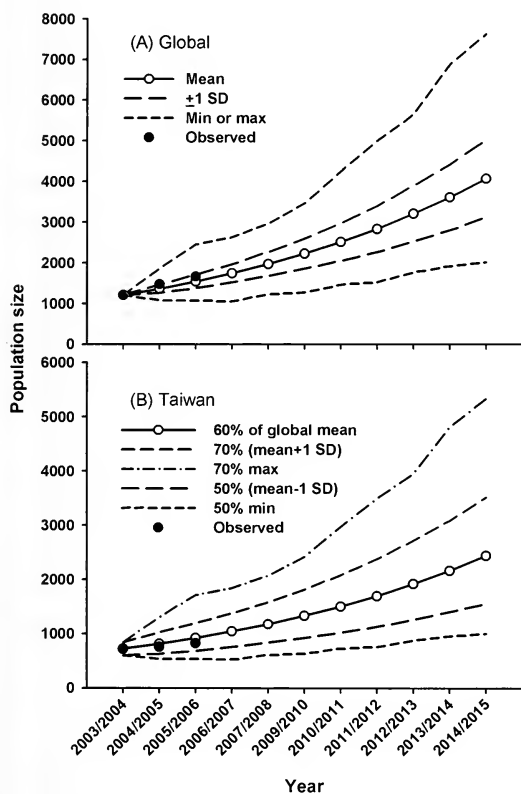 Population size
(A) Global
Mean
±1 SD
Min or max
Observed
8000
7000
6000
5000
4000
3000
2000
1000
0
(B) Taiwan
60% of global mean
70% (mean+1 SD)
70% max
50% (mean-1 SD)
50% min
Observed
6000
5000
4000
3000
2000
1000
0
2003/2004
2004/2005
2005/2006
2006/2007
2007/2008
2009/2010
2010/2011
2011/2012
2012/2013
2013/2014
2014/2015
Year